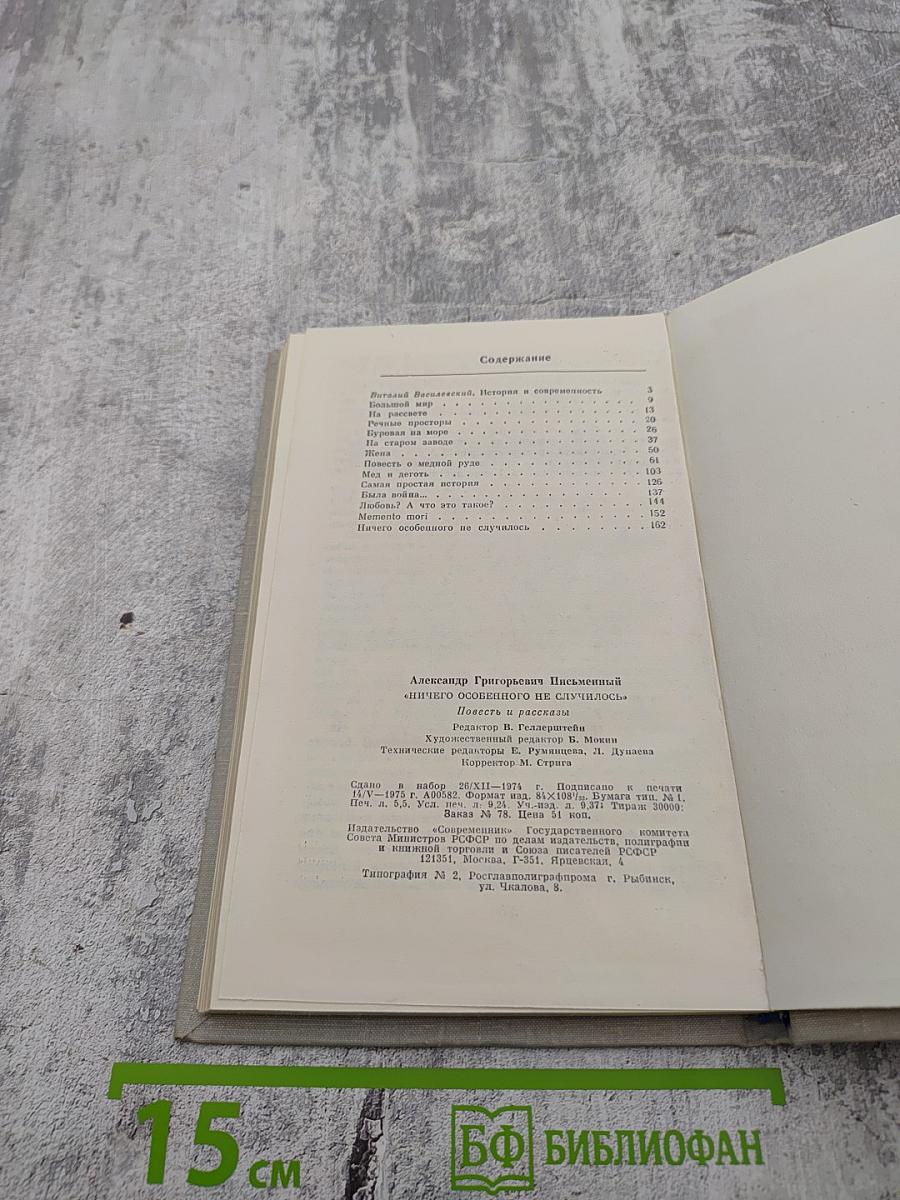 Содержание
Виталий Василевский. История и современность 3
Большой мир . . . . . . . . . . . . . . . . 9
На рассвете . . . . . . . . . . . . . . . . 13
Речные просторы . . . . . . . . . . . . . . 20
Буровая на море . . . . . . . . . . . . . . 26
На старом заводе . . . . . . . . . . . . . . 37
Жена . . . . . . . . . . . . . . . . . . . 50
Повесть о медной руде . . . . . . . . . . . . 61
Мед и деготь . . . . . . . . . . . . . . . . 103
Самая простая история . . . . . . . . . . . . 126
Была война... . . . . . . . . . . . . . . . 137
Любовь? А что это такое? . . . . . . . . . . . 144
Memento mori . . . . . . . . . . . . . . . 152
Ничего особенного не случилось . . . . . . . . 162
Александр Григорьевич Письменный
«НИЧЕГО ОСОБЕННОГО НЕ СЛУЧИЛОСЬ»
Повесть и рассказы
Редактор В. Геллерштейн
Художественный редактор Б. Мокин
Технические редакторы Е. Румянцева, Л. Дунаева
Корректор М. Стрига
Сдано в набор 26/XII—1974 г. Подписано к печати
14/V—1975 г. А00582. Формат изд. 84×108¹/₃₂. Бумага тип. № 1.
Печ. л. 5,5. Усл. печ. л. 9,24. Уч.-изд. л. 9,37. Тираж 30000.
Заказ № 78. Цена 51 коп.
Издательство «Современник» Государственного комитета
Совета Министров РСФСР по делам издательств, полиграфии
и книжной торговли и Союза писателей РСФСР
121351, Москва, Г-351, Ярцевская, 4
Типография № 2, Росглавполиграфпрома г. Рыбинск,
ул. Чкалова, 8.
15 см
БФ БИБЛИОФАН